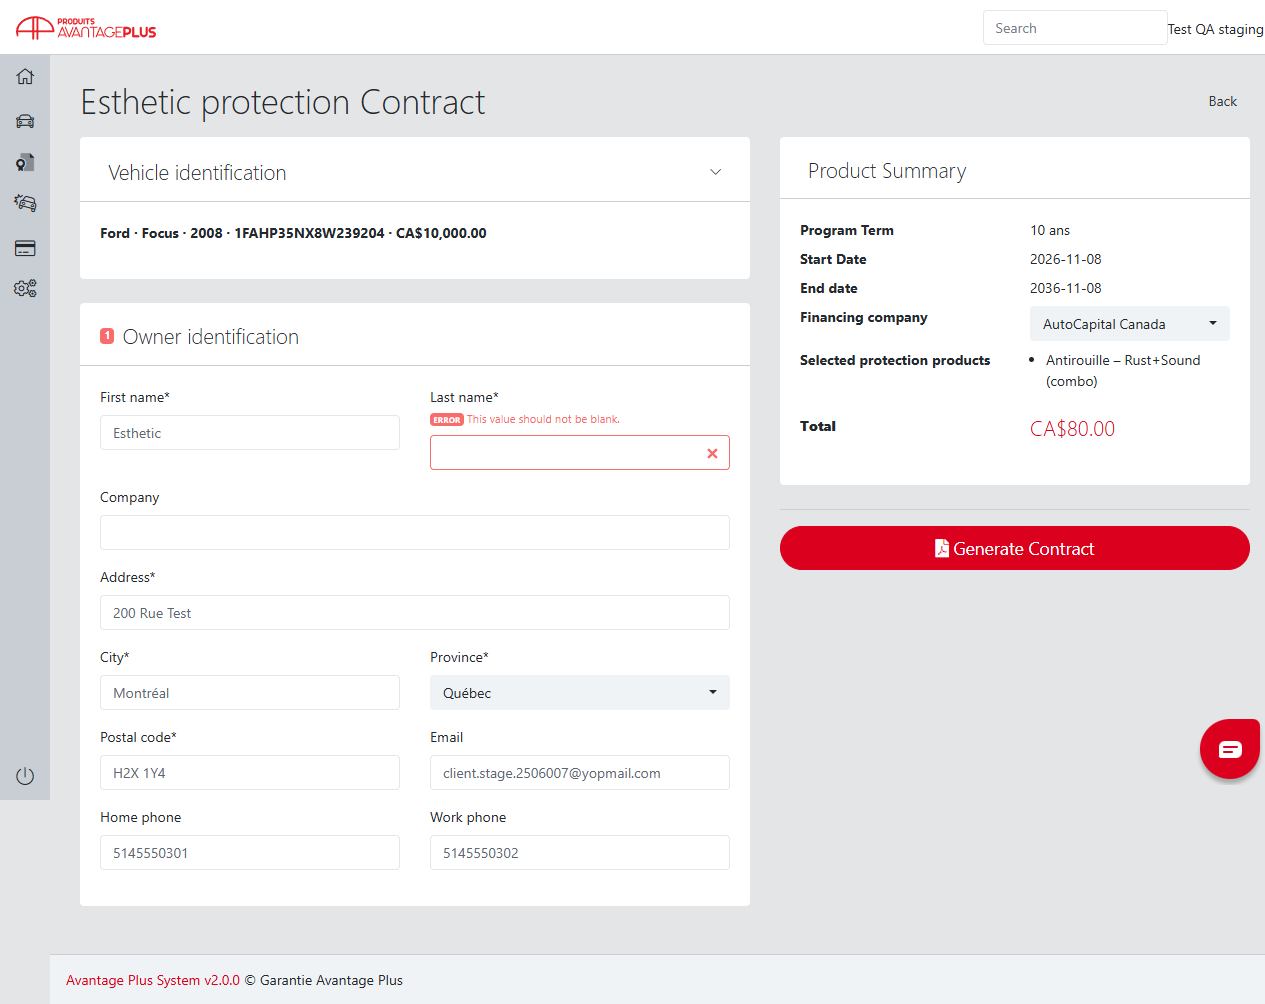 PRODUITS
AVANTAGEPLUS
Search
Test QA staging
Esthetic protection Contract
Back
Vehicle identification
Ford · Focus · 2008 · 1FAHP35NX8W239204 · CA$10,000.00
1 Owner identification
First name*
Last name*
ERROR This value should not be blank.
Esthetic
Company
Address*
200 Rue Test
City*
Province*
Montréal
Québec
Postal code*
Email
H2X 1Y4
client.stage.2506007@yopmail.com
Home phone
Work phone
5145550301
5145550302
Product Summary
Program Term 10 ans
Start Date 2026-11-08
End date 2036-11-08
Financing company AutoCapital Canada
Selected protection products • Antirouille – Rust+Sound
(combo)
Total CA$80.00
Generate Contract
Avantage Plus System v2.0.0 © Garantie Avantage Plus